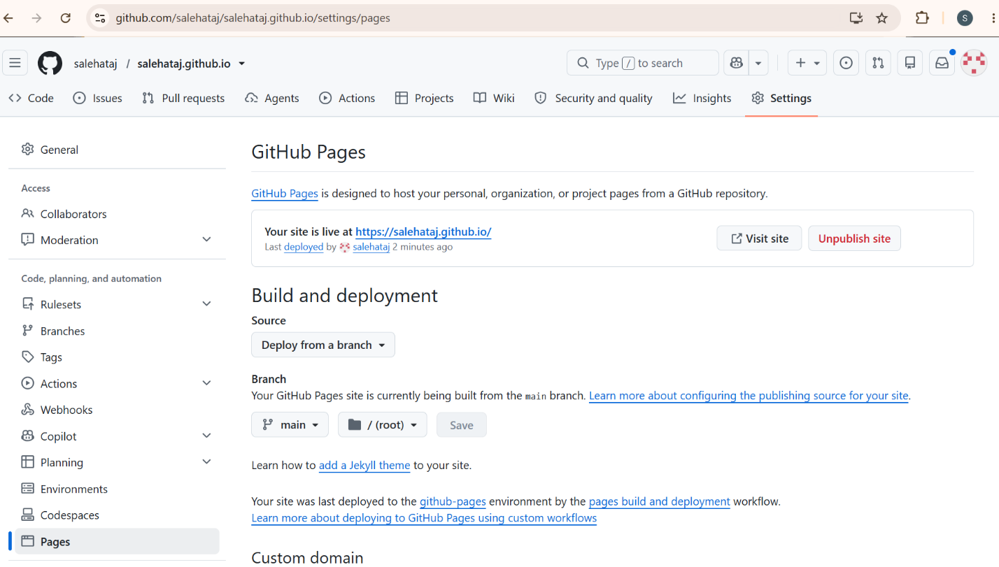 github.com/salehataj/salehataj.github.io/settings/pages
S
salehataj / salehataj.github.io
Type / to search
Code Issues Pull requests Agents Actions Projects Wiki Security and quality Insights Settings
General
Access
Collaborators
Moderation
Code, planning, and automation
Rulesets
Branches
Tags
Actions
Webhooks
Copilot
Planning
Environments
Codespaces
Pages
GitHub Pages
GitHub Pages is designed to host your personal, organization, or project pages from a GitHub repository.
Your site is live at https://salehataj.github.io/
Last deployed by salehataj 2 minutes ago
Visit site Unpublish site
Build and deployment
Source
Deploy from a branch
Branch
Your GitHub Pages site is currently being built from the main branch. Learn more about configuring the publishing source for your site.
main / (root) Save
Learn how to add a Jekyll theme to your site.
Your site was last deployed to the github-pages environment by the pages build and deployment workflow.
Learn more about deploying to GitHub Pages using custom workflows
Custom domain